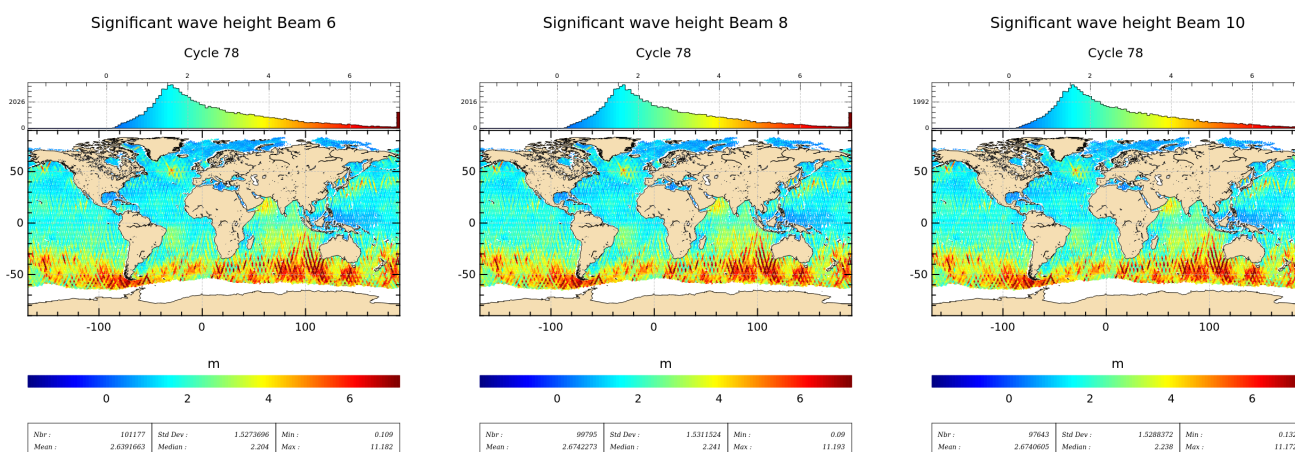 Significant wave height Beam 6
Cycle 78
0 2 4 6
2026
0
50
0
-50
-100 0 100
m
0 2 4 6
Nbr : 101177 Std Dev : 1.5273696 Min : 0.109
Mean : 2.6391663 Median : 2.204 Max : 11.182
Significant wave height Beam 8
Cycle 78
0 2 4 6
2016
0
50
0
-50
-100 0 100
m
0 2 4 6
Nbr : 99795 Std Dev : 1.5311524 Min : 0.09
Mean : 2.6742273 Median : 2.241 Max : 11.193
Significant wave height Beam 10
Cycle 78
0 2 4 6
1992
0
50
0
-50
-100 0 100
m
0 2 4 6
Nbr : 97643 Std Dev : 1.5288372 Min : 0.132
Mean : 2.6740605 Median : 2.238 Max : 11.172